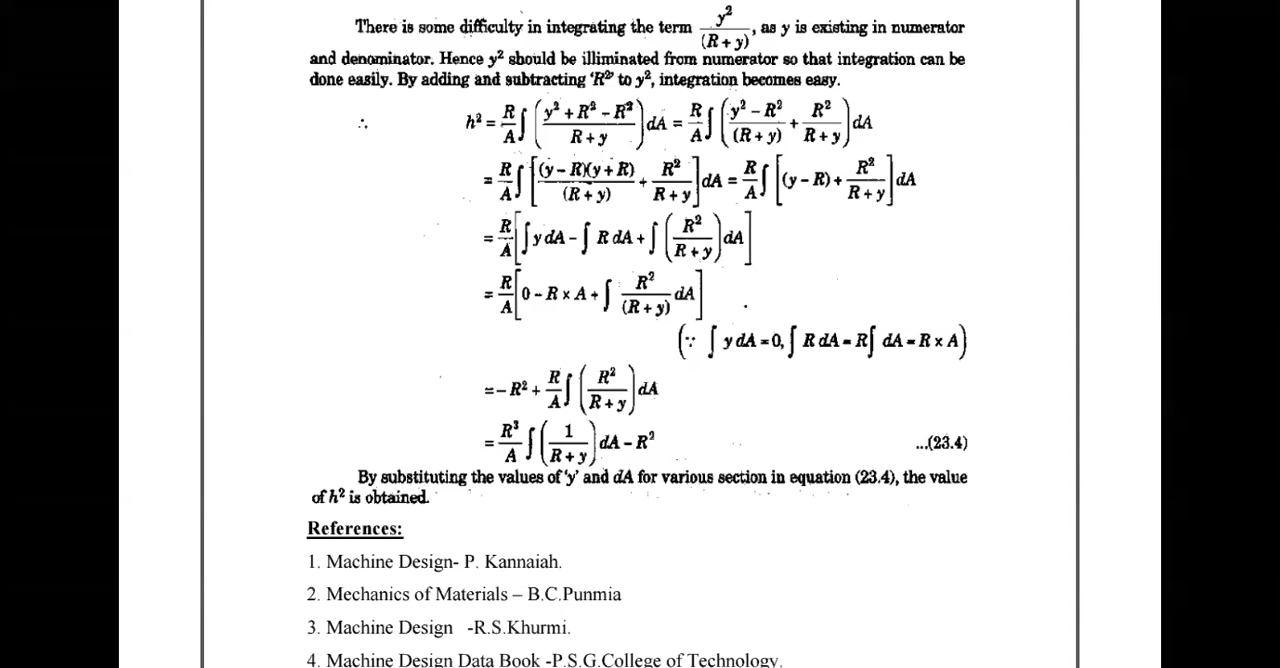 There is some difficulty in integrating the term y²/(R + y), as y is existing in numerator
and denominator. Hence y² should be illiminated from numerator so that integration can be
done easily. By adding and subtracting 'R²' to y², integration becomes easy.
∴ h² = R/A ∫ ((y² + R² – R²)/(R + y)) dA = R/A ∫ ((y² – R²)/(R + y) + R²/(R + y)) dA
= R/A ∫ [(y – R)(y + R)/(R + y) + R²/(R + y)] dA = R/A ∫ [(y – R) + R²/(R + y)] dA
= R/A [∫ y dA – ∫ R dA + ∫ (R²/(R + y)) dA]
= R/A [0 – R × A + ∫ R²/(R + y) dA]
(∵ ∫ y dA = 0, ∫ R dA = R ∫ dA = R × A)
= – R² + R/A ∫ (R²/(R + y)) dA
= R³/A ∫ (1/(R + y)) dA – R² ...(23.4)
By substituting the values of 'y' and dA for various section in equation (23.4), the value
of h² is obtained.
References:
1. Machine Design- P. Kannaiah.
2. Mechanics of Materials – B.C.Punmia
3. Machine Design -R.S.Khurmi.
4. Machine Design Data Book -P.S.G.College of Technology.